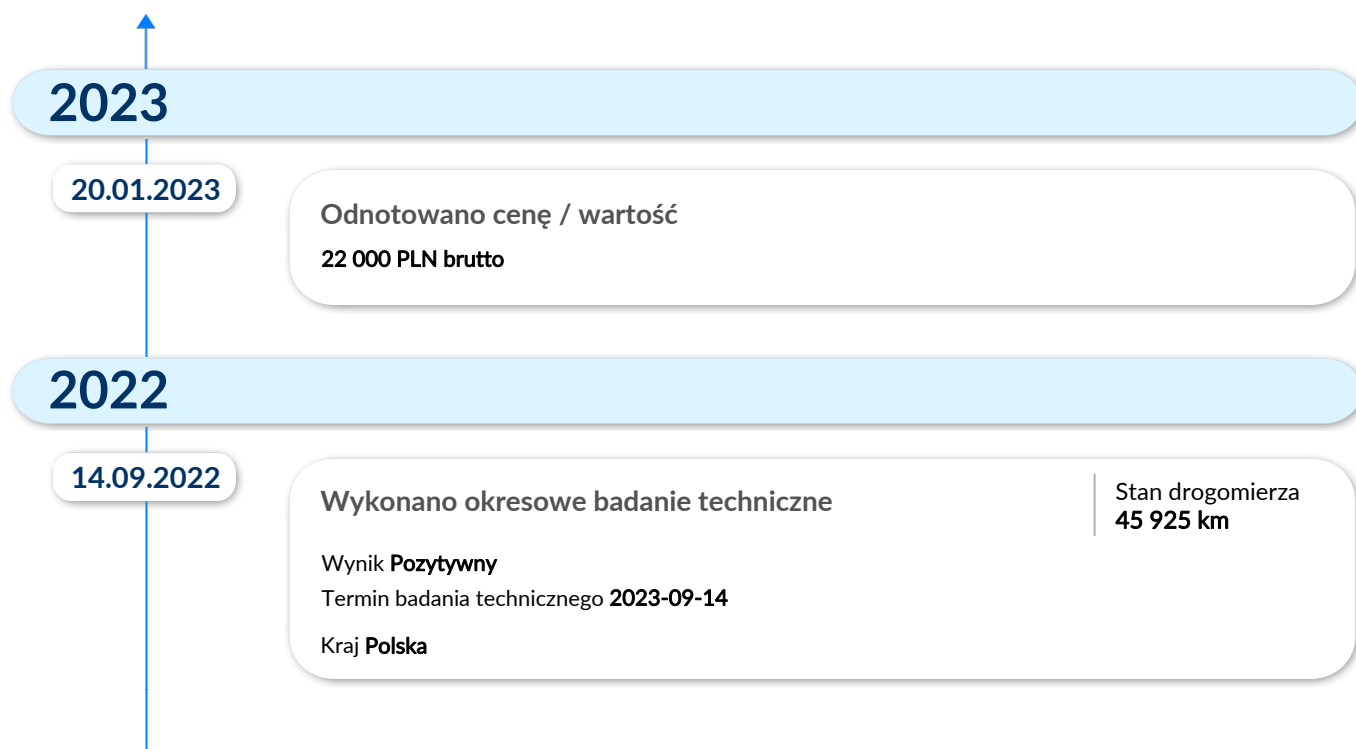 2023
20.01.2023
Odnotowano cenę / wartość
22 000 PLN brutto
2022
14.09.2022
Wykonano okresowe badanie techniczne
Stan drogomierza
45 925 km
Wynik Pozytywny
Termin badania technicznego 2023-09-14
Kraj Polska